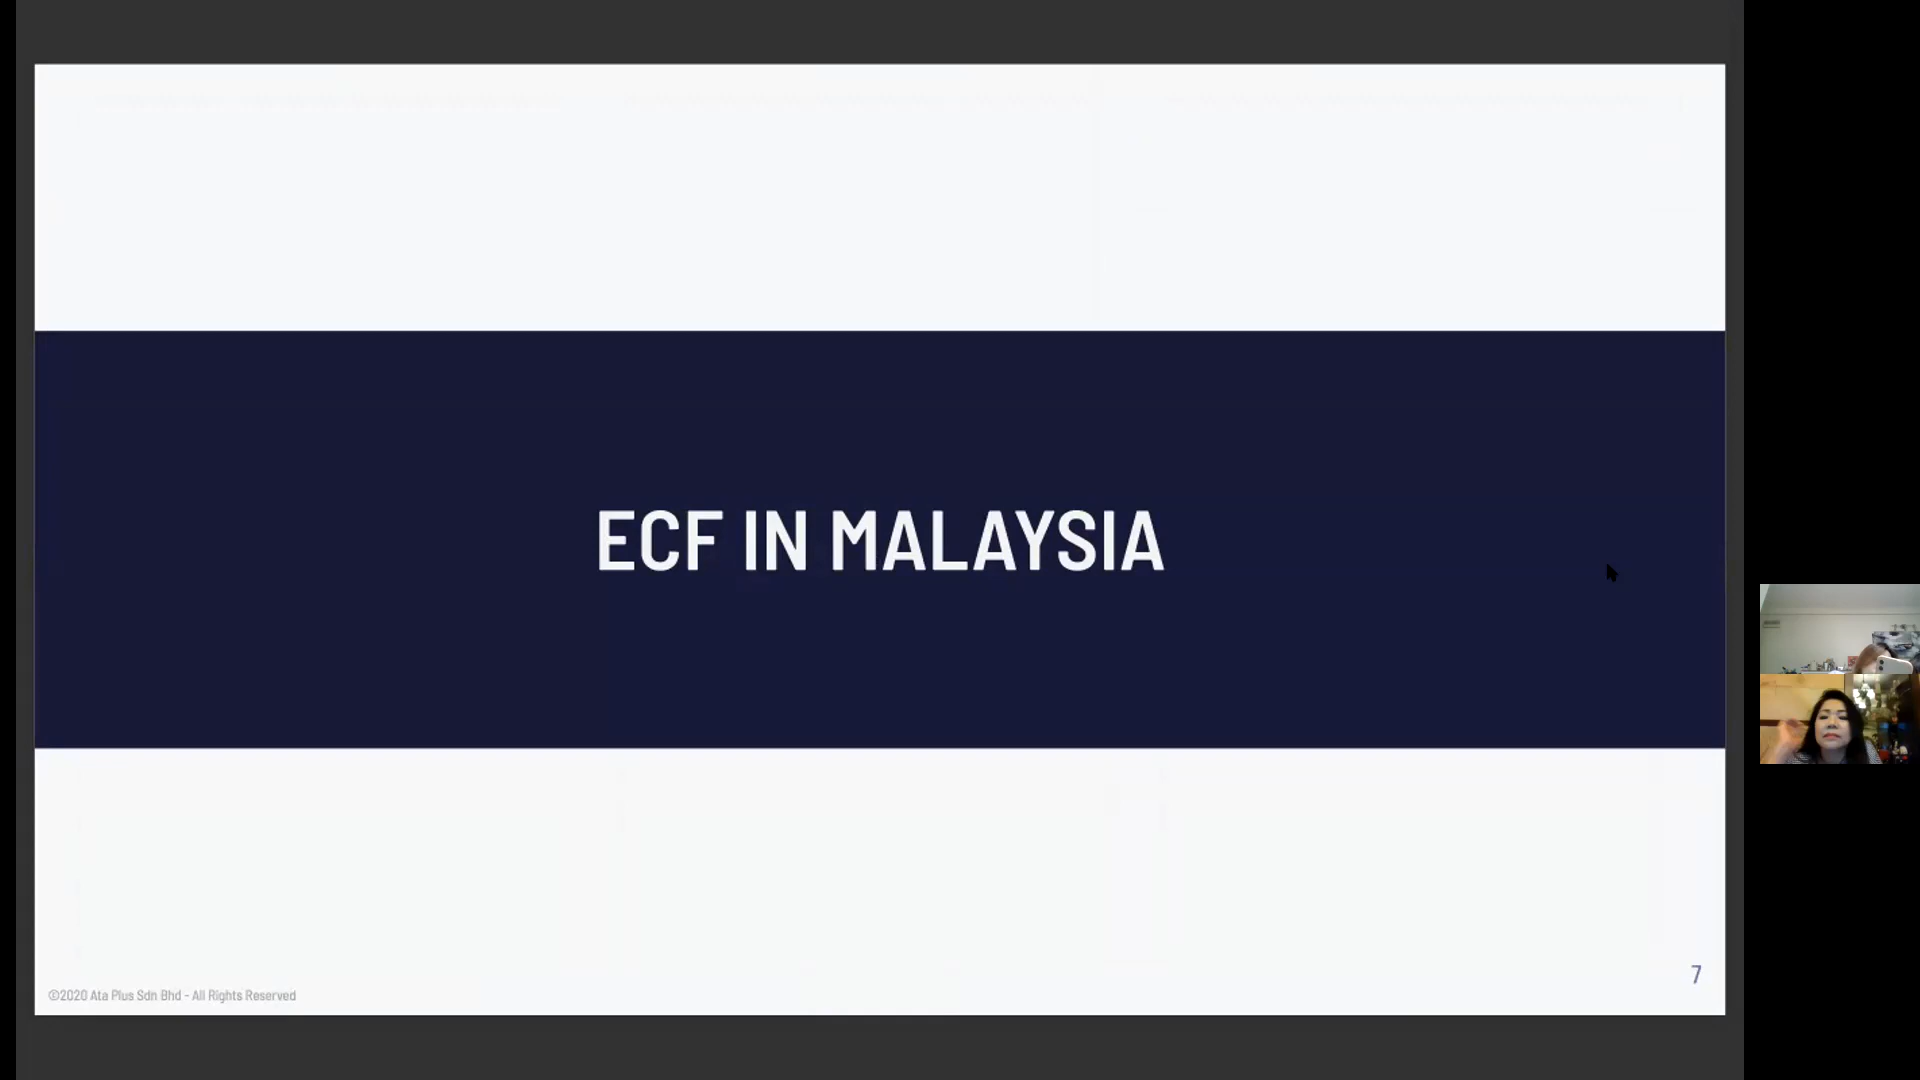 ECF IN MALAYSIA
©2020 Ata Plus Sdn Bhd - All Rights Reserved
7